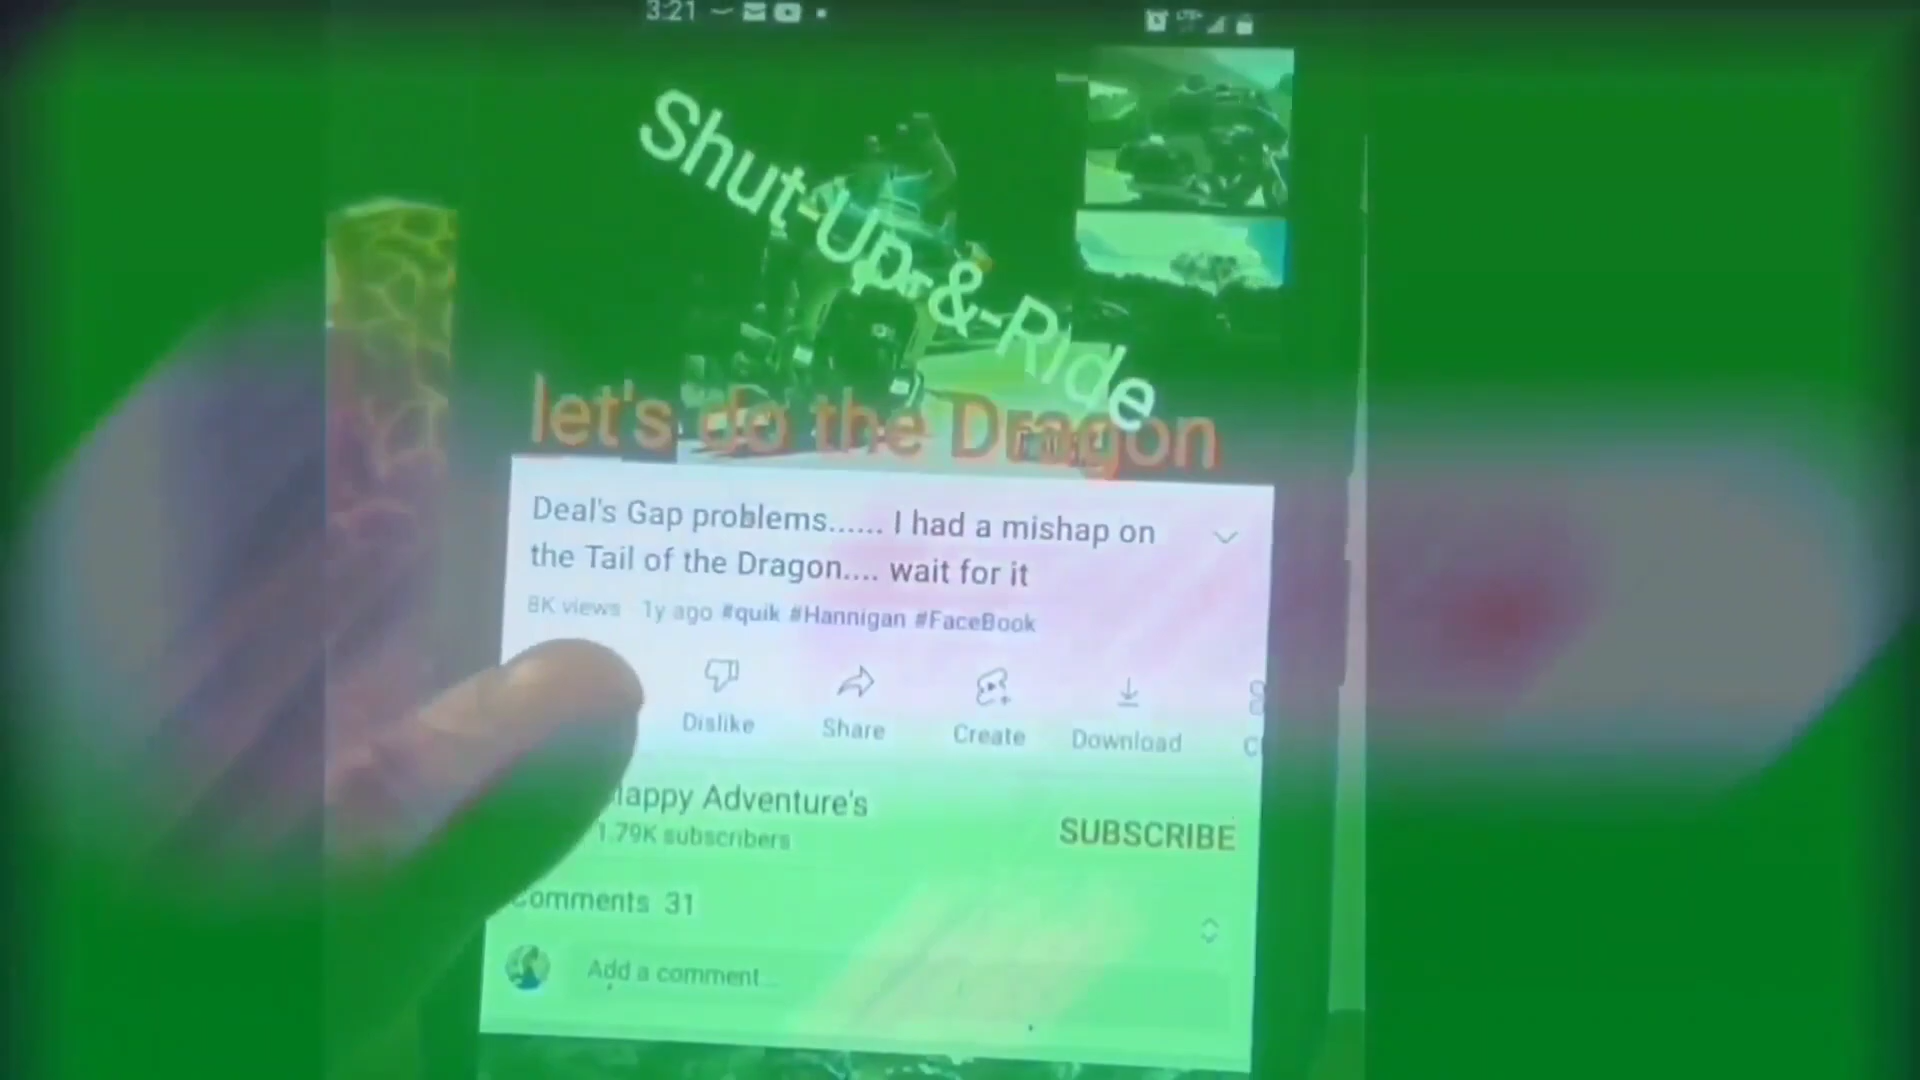 3:21
Shut-Up-&-Ride
let's do the Dragon
Deal's Gap problems...... I had a mishap on
the Tail of the Dragon.... wait for it
8K views 1y ago #quik #Hannigan #FaceBook
Dislike Share Create Download
appy Adventure's
1.79K subscribers
SUBSCRIBE
omments 31
Add a comment...